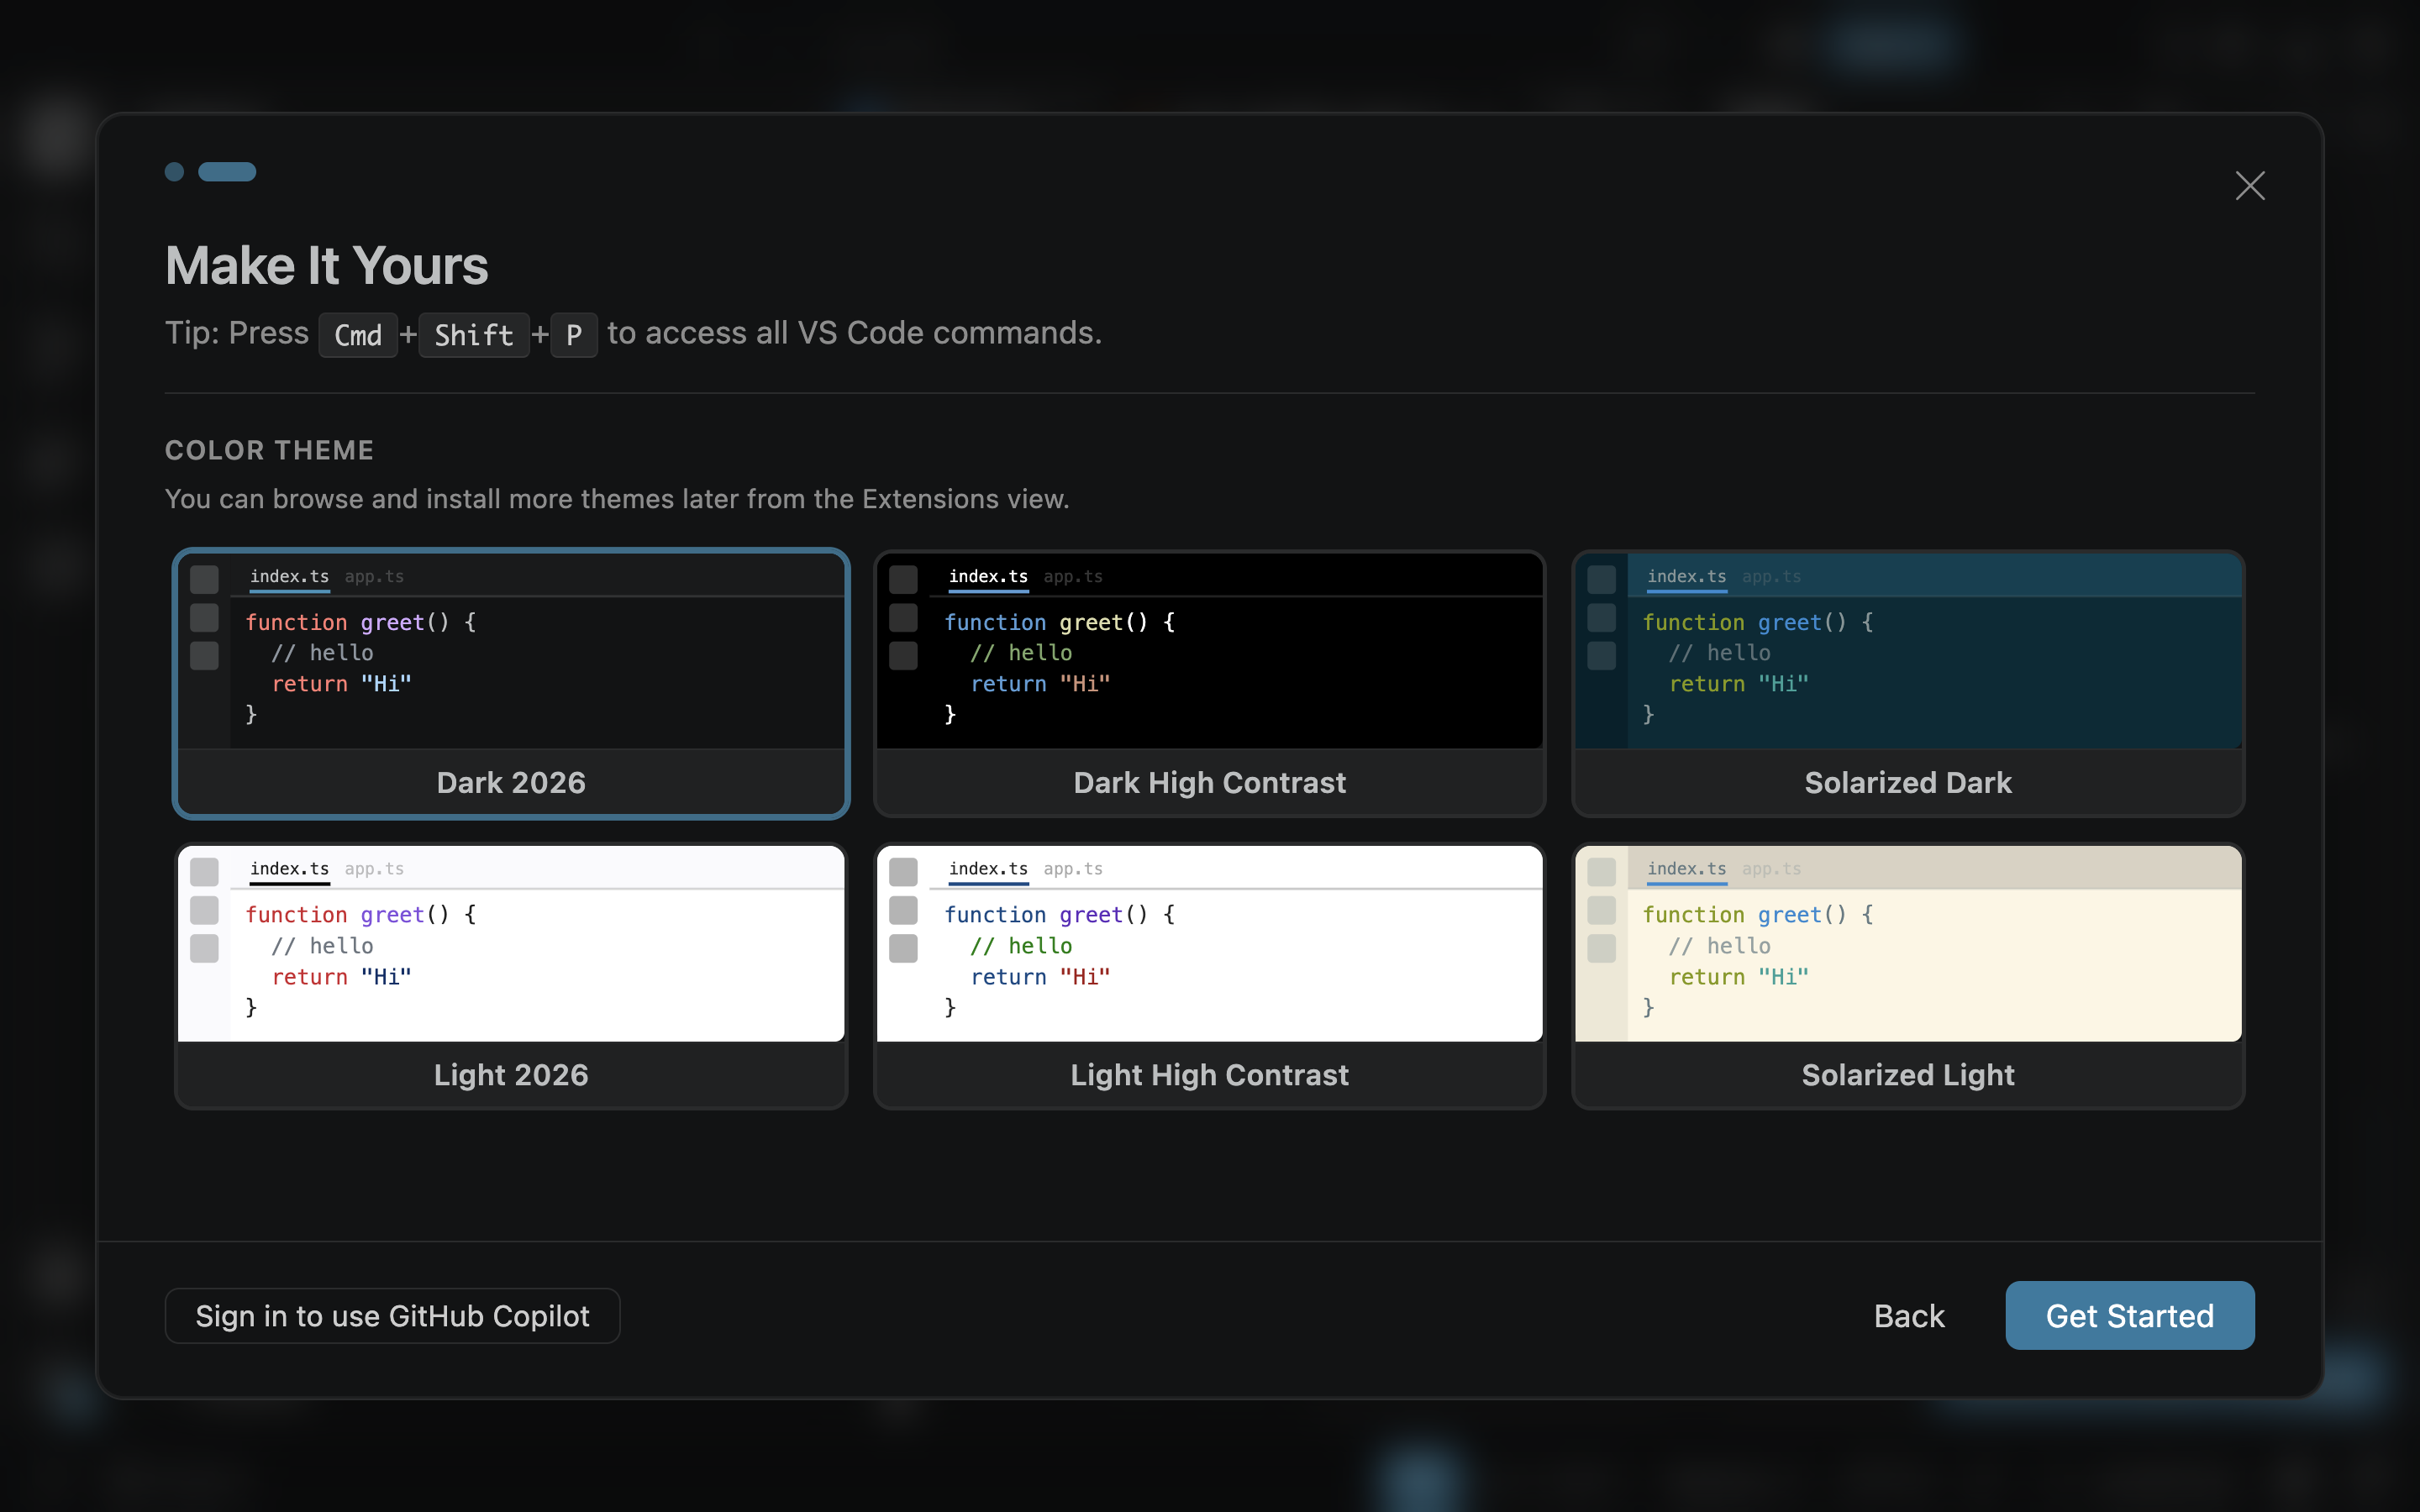 Make It Yours
Tip: Press Cmd+Shift+P to access all VS Code commands.
COLOR THEME
You can browse and install more themes later from the Extensions view.
index.ts app.ts
function greet() {
  // hello
  return "Hi"
}
Dark 2026
index.ts app.ts
function greet() {
  // hello
  return "Hi"
}
Dark High Contrast
index.ts app.ts
function greet() {
  // hello
  return "Hi"
}
Solarized Dark
index.ts app.ts
function greet() {
  // hello
  return "Hi"
}
Light 2026
index.ts app.ts
function greet() {
  // hello
  return "Hi"
}
Light High Contrast
index.ts app.ts
function greet() {
  // hello
  return "Hi"
}
Solarized Light
Sign in to use GitHub Copilot
Back
Get Started